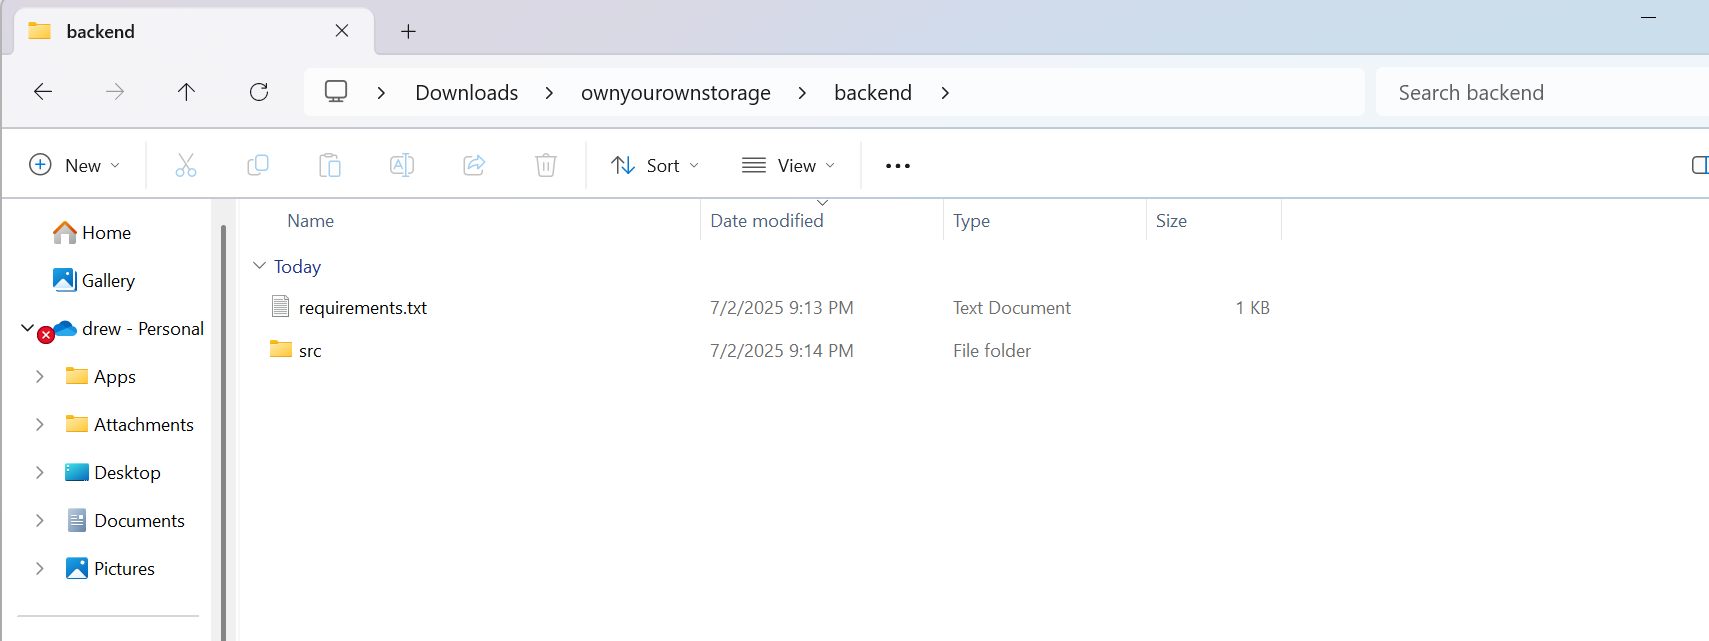 backend
Downloads ownyourownstorage backend
Search backend
New
Sort
View
Name Date modified Type Size
Today
requirements.txt 7/2/2025 9:13 PM Text Document 1 KB
src 7/2/2025 9:14 PM File folder
Home
Gallery
drew - Personal
Apps
Attachments
Desktop
Documents
Pictures